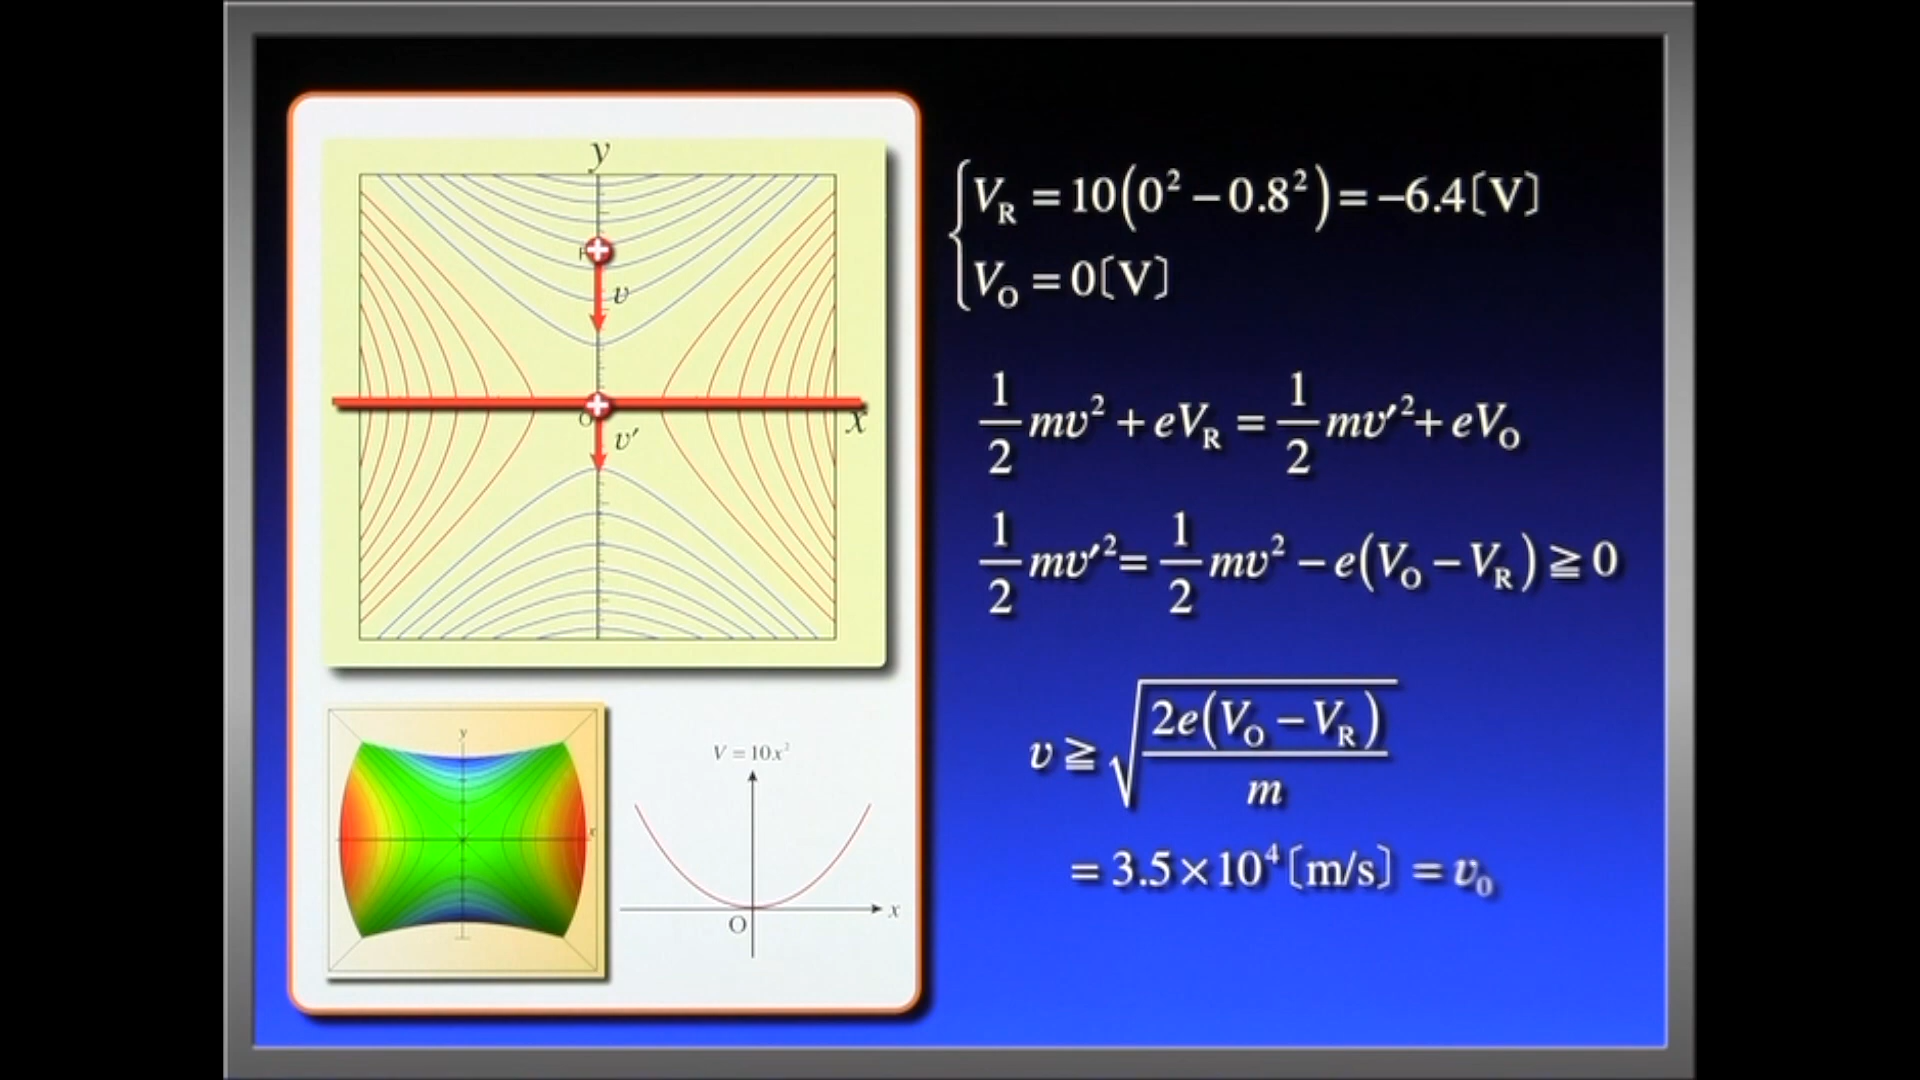 y
v
O
v′
x
y
x
V = 10x²
O
x
V_R = 10(0² − 0.8²) = −6.4〔V〕
V_O = 0〔V〕
1/2 mv² + eV_R = 1/2 mv′² + eV_O
1/2 mv′² = 1/2 mv² − e(V_O − V_R) ≧ 0
v ≧ √(2e(V_O − V_R)/m)
= 3.5×10⁴〔m/s〕 = v₀